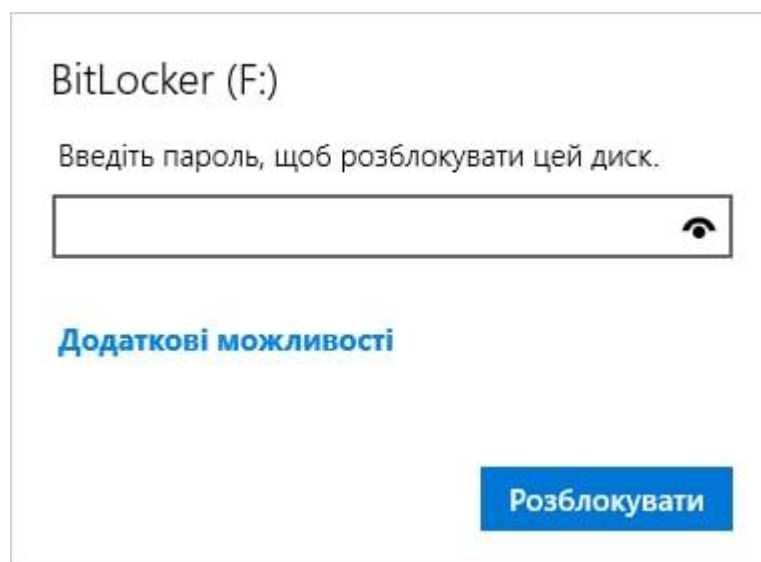 BitLocker (F:)
Введіть пароль, щоб розблокувати цей диск.
Додаткові можливості
Розблокувати